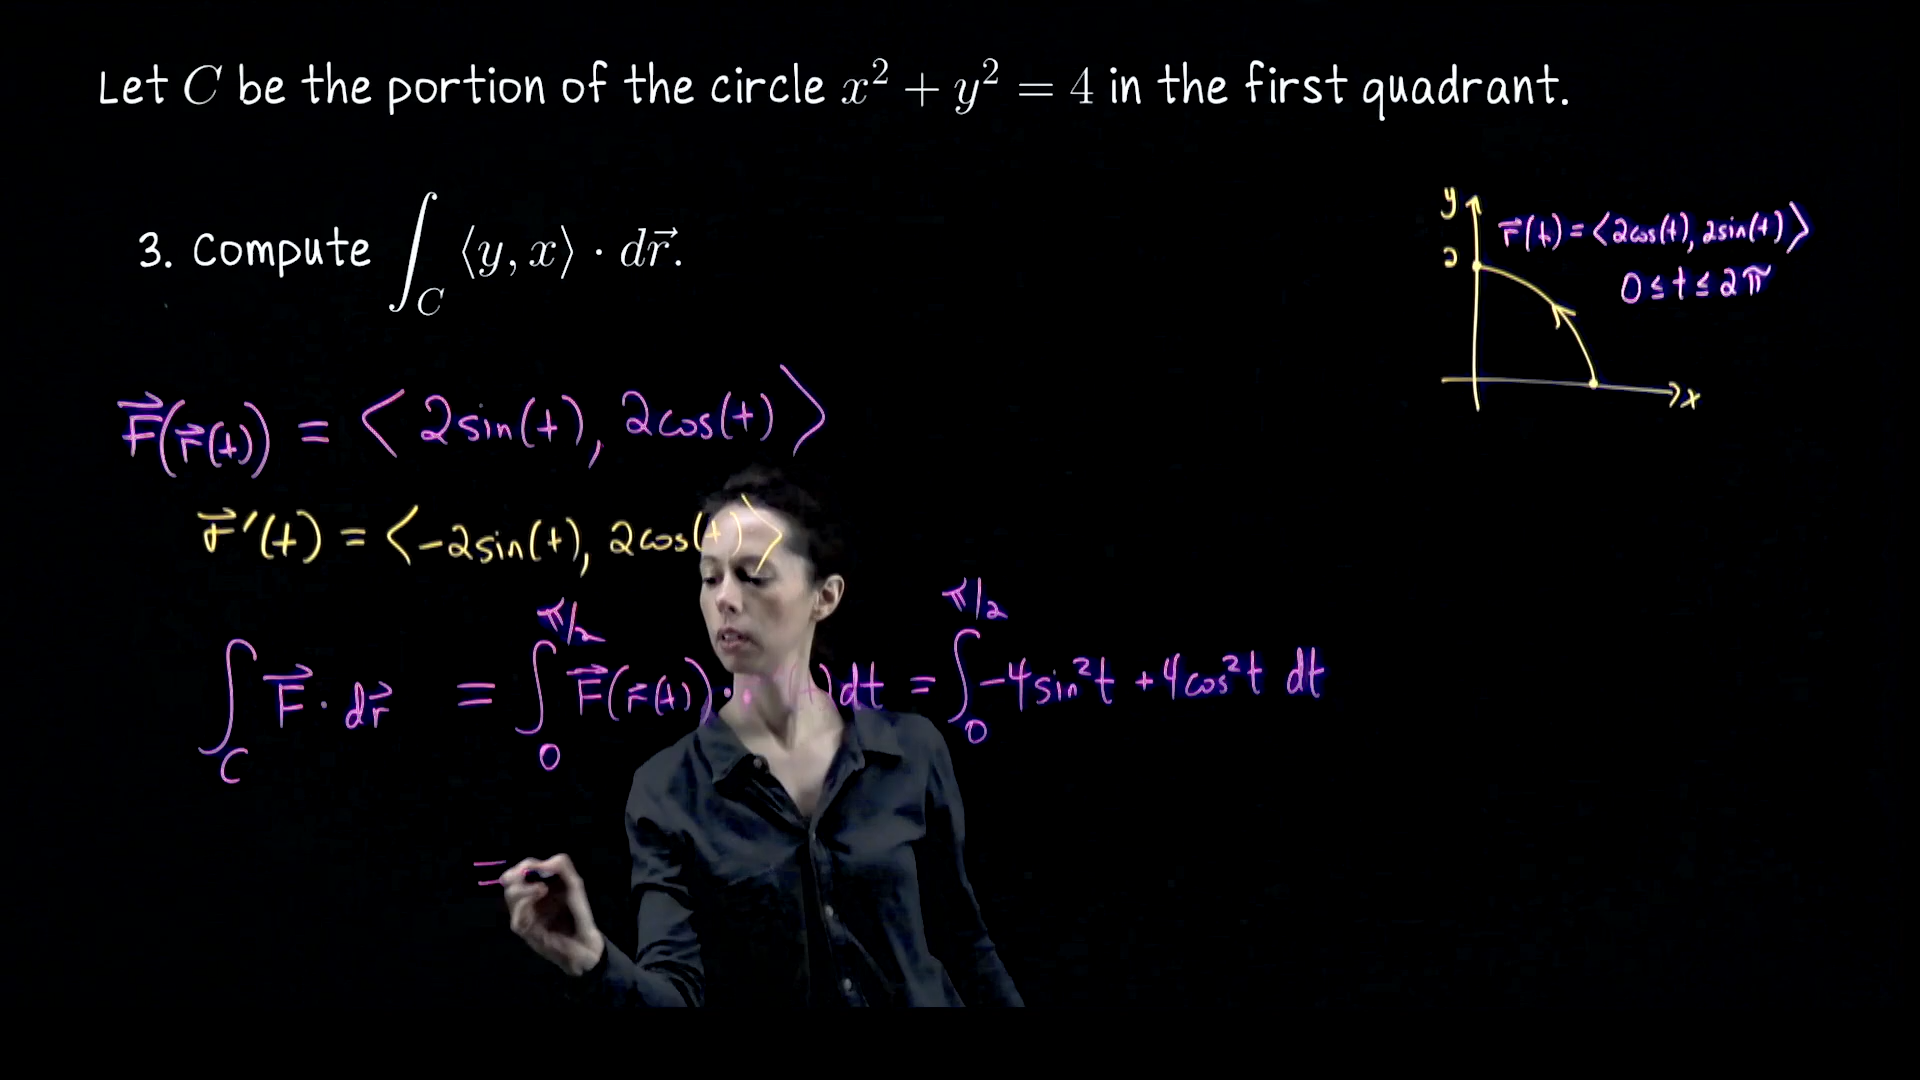 Let C be the portion of the circle x² + y² = 4 in the first quadrant.
3. Compute ∫_C ⟨y, x⟩ · dr⃗.
y
r⃗(t) = ⟨2cos(t), 2sin(t)⟩
2
0 ≤ t ≤ 2π
x
F⃗(r⃗(t)) = ⟨2sin(t), 2cos(t)⟩
r⃗′(t) = ⟨-2sin(t), 2cos(t)⟩
∫_C F⃗ · dr⃗ = ∫_0^{π/2} F⃗(r⃗(t)) · (t) dt = ∫_0^{π/2} -4sin²t + 4cos²t dt
=